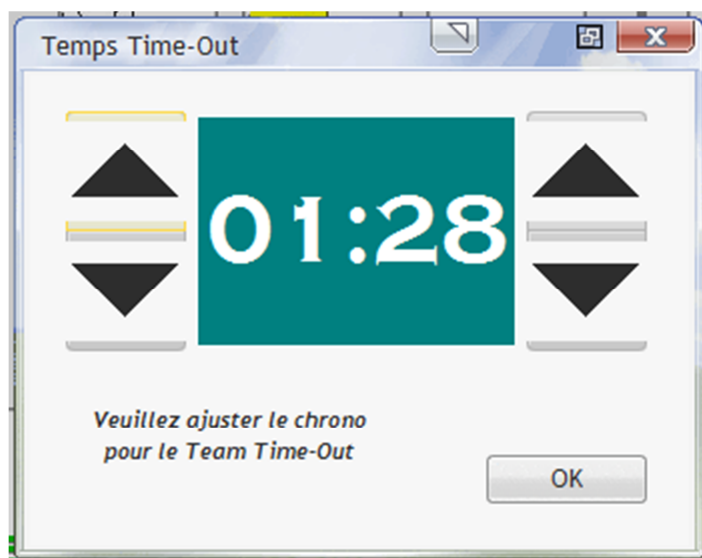 Temps Time-Out
01:28
Veuillez ajuster le chrono
pour le Team Time-Out
OK